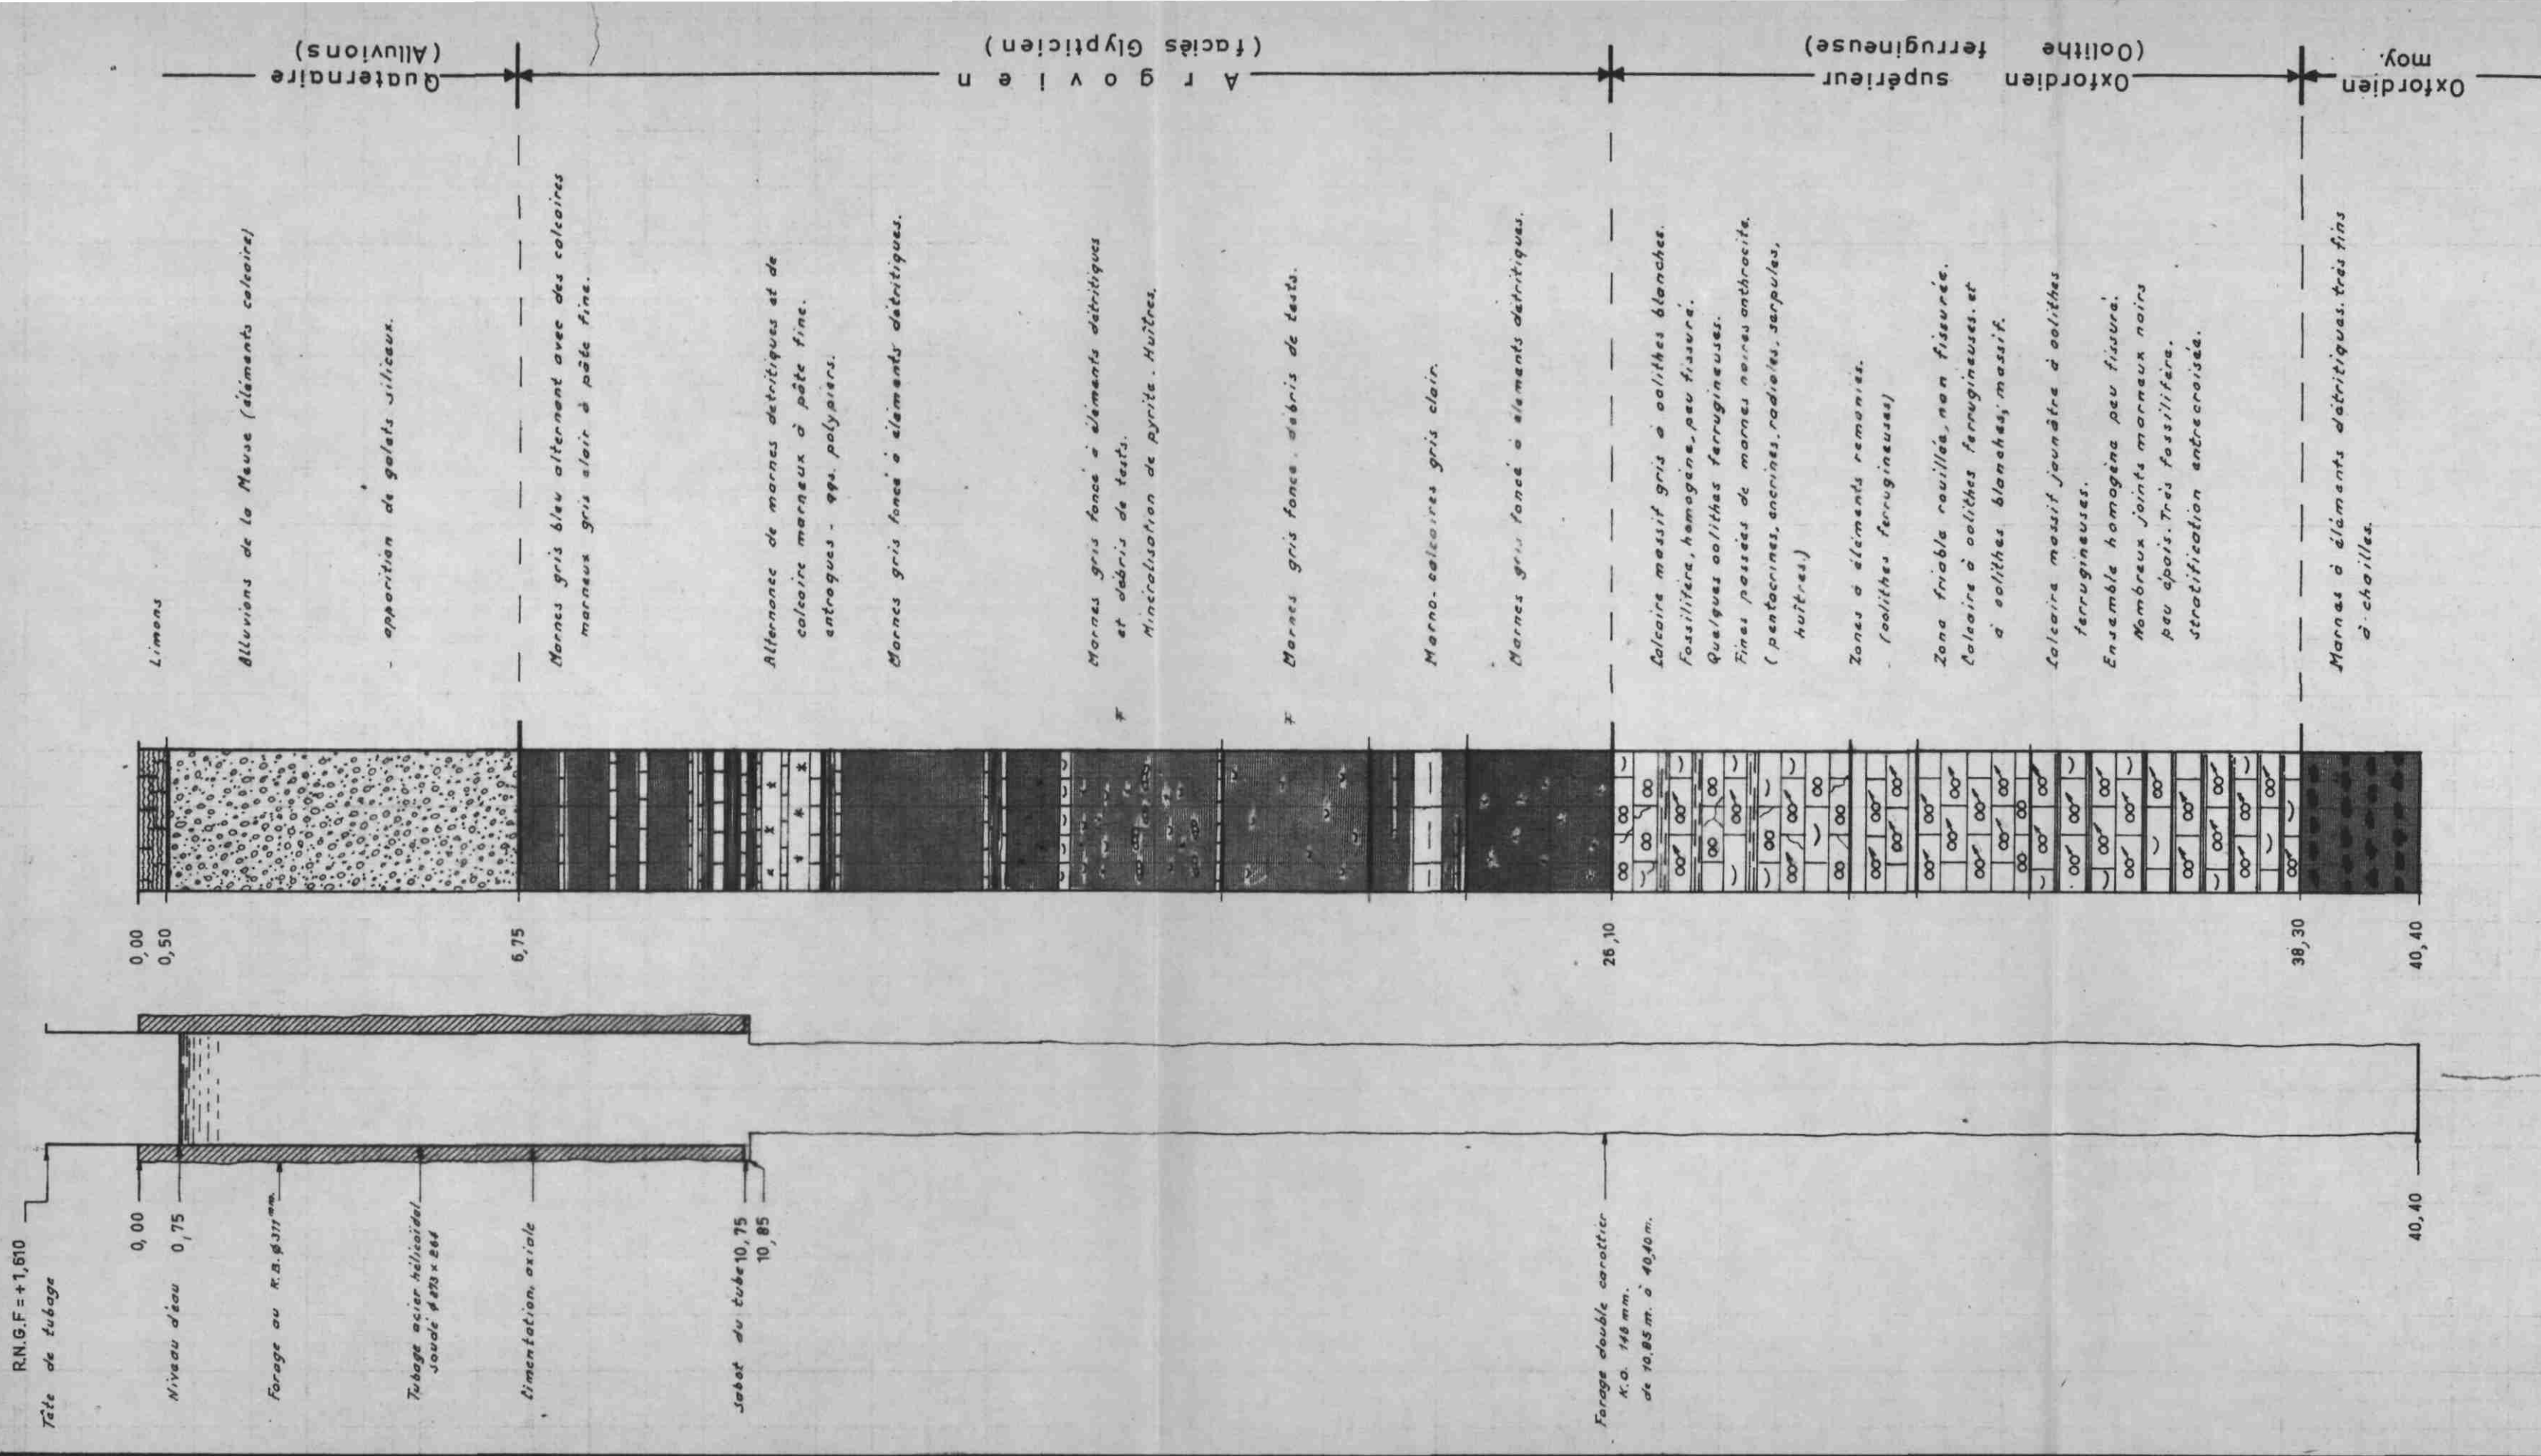 R.N.G.F = +1,610
Tête de tubage
0,00
Niveau d'eau 0,75
Forage au R.B. ø 311 mm.
Tubage acier hélicoïdal
soudé ø 273 x 264
Cimentation axiale
Sabot du tube 10,75
10,85
Forage double carottier
K.O. 146 mm.
de 10,85 m. à 40,40 m.
40,40
0,00
0,50
6,75
26,10
38,30
40,40
Limons
Alluvions de la Meuse (éléments calcaire)
- apparition de galets siliceux.
Marnes gris bleu alternant avec des calcaires
marneux gris clair à pâte fine.
Alternance de marnes detritiques et de
calcaire marneux à pâte fine.
entroques - qqs. polypiers.
Marnes gris foncé à éléments détritiques.
Marnes gris foncé à éléments détritiques
et débris de tests.
Minéralisation de pyrite. Huîtres.
Marnes gris foncé. débris de tests.
Marno-calcaires gris clair.
Marnes gris foncé à éléments détritiques.
Calcaire massif gris à oolithes blanches.
Fossilifère, homogène, peu fissuré.
Quelques oolithes ferrugineuses.
Fines passées de marnes noires anthracite.
(pentacrines, encrines, radioles, serpules,
huîtres.)
Zones à éléments remaniés.
(oolithes ferrugineuses)
Zone friable rouillée, non fissurée.
Calcaire à oolithes ferrugineuses. et
à oolithes blanches; massif.
Calcaire massif jaunâtre à oolithes
ferrugineuses.
Ensemble homogène peu fissuré.
Nombreux joints marneux noirs
peu épais. Très fossilifère.
stratification entrecroisée.
Marnes à éléments détritiques. très fins
à chailles.
Quaternaire
(Alluvions)
Argovien
(faciès Glypticien)
Oxfordien supérieur
(Oolithe ferrugineuse)
Oxfordien
moy.